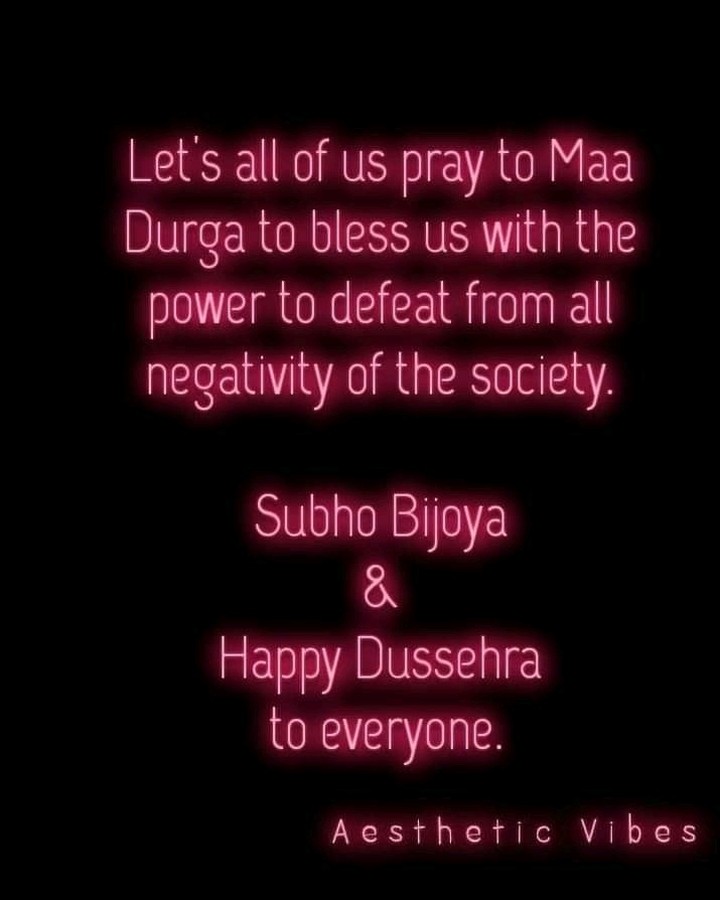 Let's all of us pray to Maa
Durga to bless us with the
power to defeat from all
negativity of the society.
Subho Bijoya
&
Happy Dussehra
to everyone.
Aesthetic Vibes